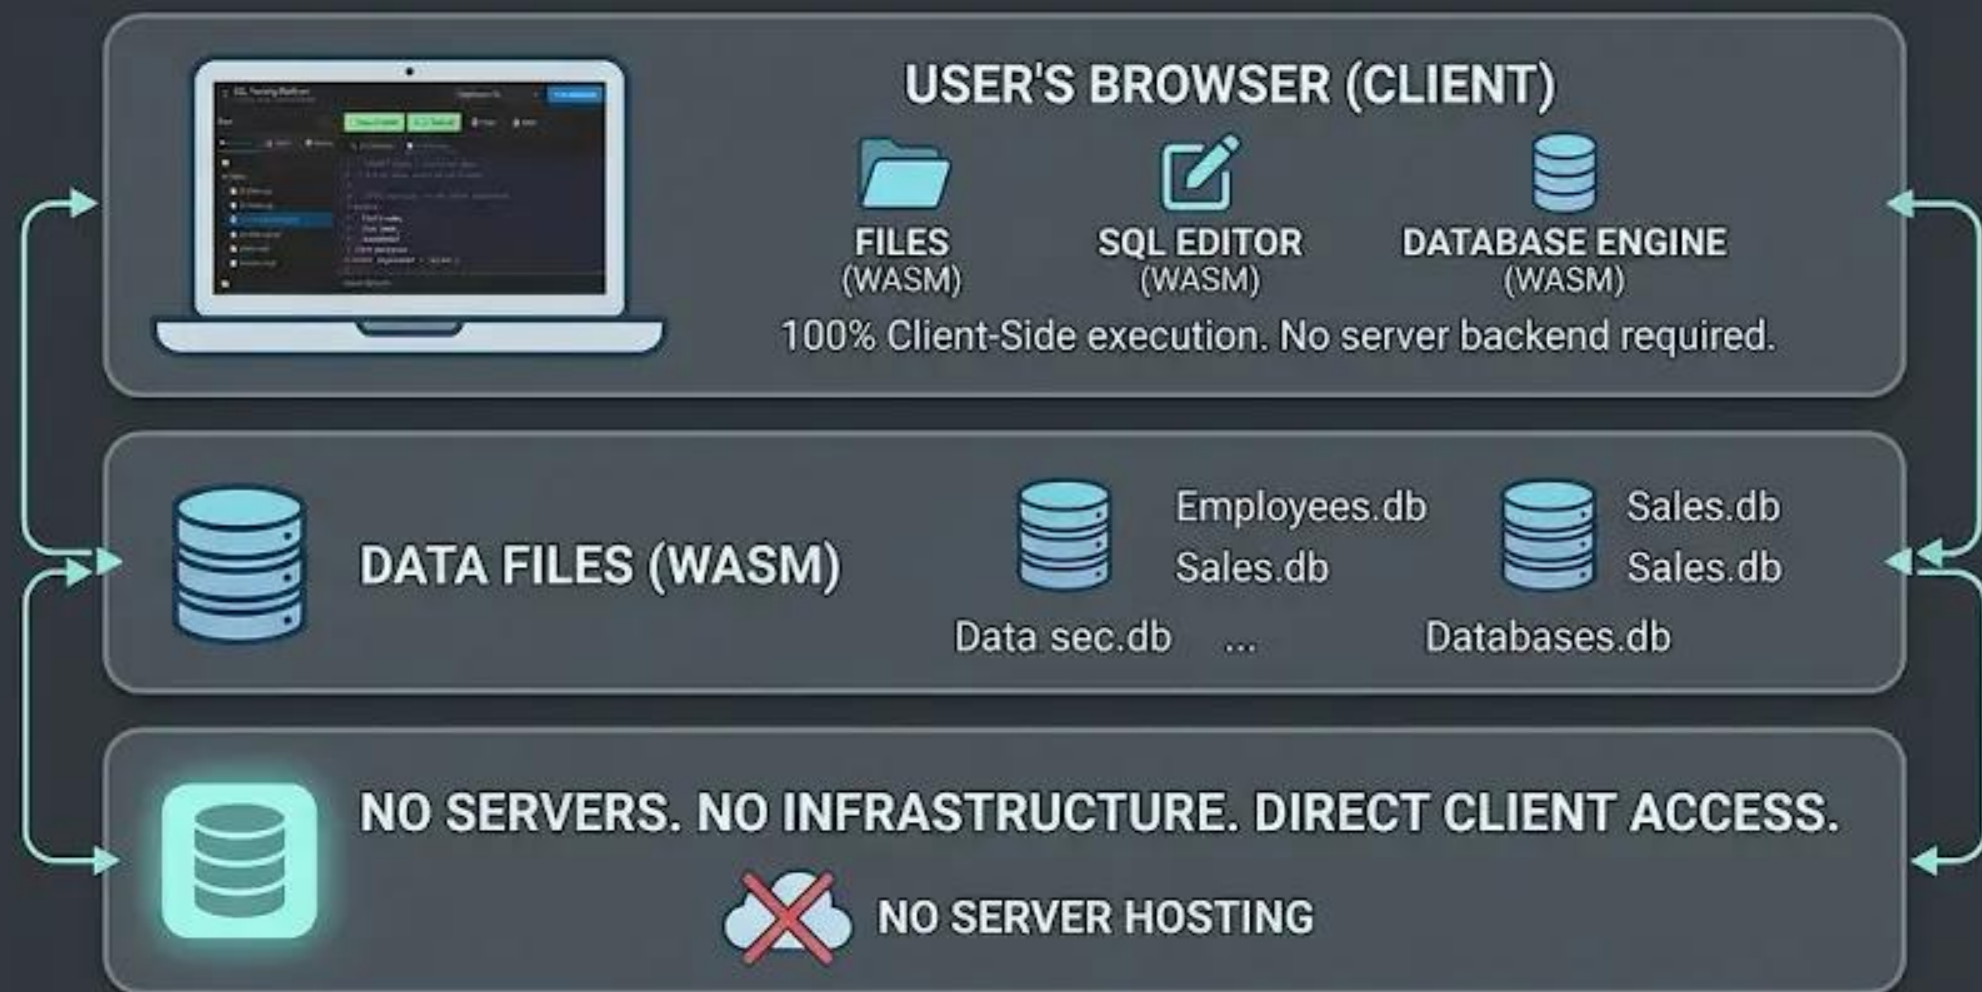 USER'S BROWSER (CLIENT)
FILES
(WASM)
SQL EDITOR
(WASM)
DATABASE ENGINE
(WASM)
100% Client-Side execution. No server backend required.
DATA FILES (WASM)
Employees.db
Sales.db
Sales.db
Sales.db
Data sec.db ...
Databases.db
NO SERVERS. NO INFRASTRUCTURE. DIRECT CLIENT ACCESS.
NO SERVER HOSTING